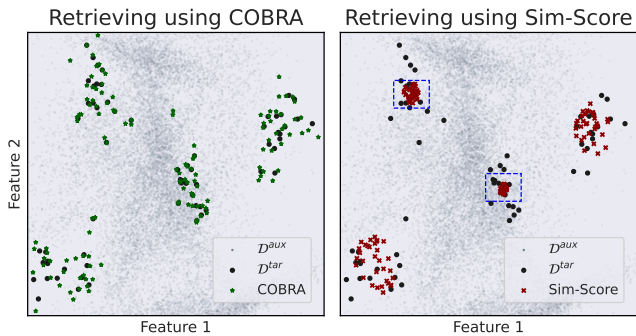 Retrieving using COBRA
Retrieving using Sim-Score
Feature 2
𝒟^aux
𝒟^tar
COBRA
𝒟^aux
𝒟^tar
Sim-Score
Feature 1
Feature 1